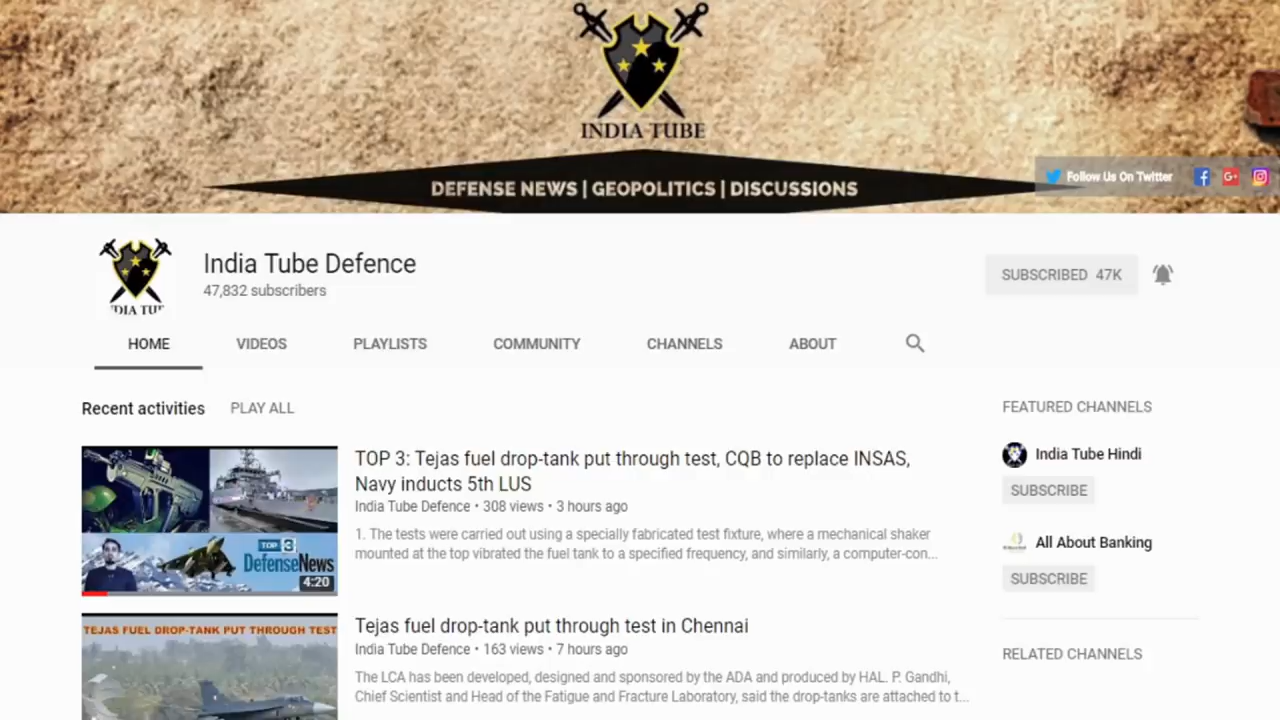 INDIA TUBE
DEFENSE NEWS | GEOPOLITICS | DISCUSSIONS
Follow Us On Twitter
India Tube Defence
47,832 subscribers
SUBSCRIBED 47K
HOME
VIDEOS
PLAYLISTS
COMMUNITY
CHANNELS
ABOUT
Recent activities
PLAY ALL
TOP 3: Tejas fuel drop-tank put through test, CQB to replace INSAS,
Navy inducts 5th LUS
India Tube Defence • 308 views • 3 hours ago
1. The tests were carried out using a specially fabricated test fixture, where a mechanical shaker
mounted at the top vibrated the fuel tank to a specified frequency, and similarly, a computer-con...
TOP 3
DefenseNews
4:20
TEJAS FUEL DROP-TANK PUT THROUGH TEST
Tejas fuel drop-tank put through test in Chennai
India Tube Defence • 163 views • 7 hours ago
The LCA has been developed, designed and sponsored by the ADA and produced by HAL. P. Gandhi,
Chief Scientist and Head of the Fatigue and Fracture Laboratory, said the drop-tanks are attached to t...
FEATURED CHANNELS
India Tube Hindi
SUBSCRIBE
All About Banking
SUBSCRIBE
RELATED CHANNELS